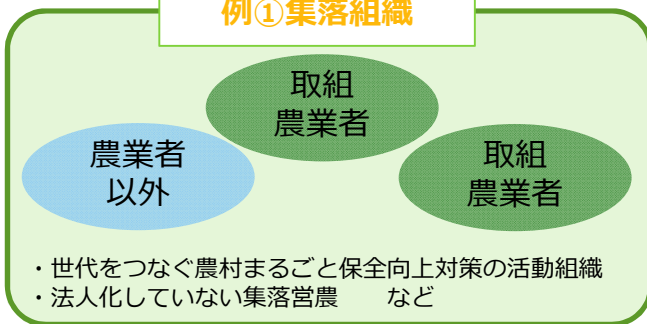 例①集落組織
取組
農業者
農業者
以外
取組
農業者
・世代をつなぐ農村まるごと保全向上対策の活動組織
・法人化していない集落営農　　など